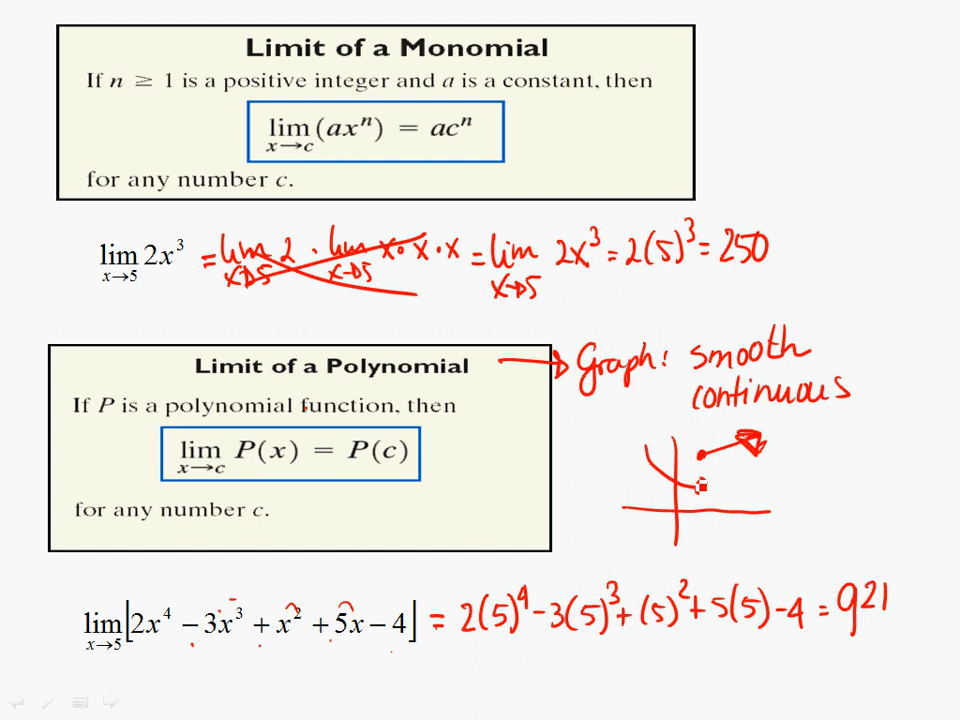 Limit of a Monomial
If n ≥ 1 is a positive integer and a is a constant, then
lim x→c (axⁿ) = acⁿ
for any number c.
lim x→5 2x³ = lim x→5 2 · lim x→5 x · x · x = lim x→5 2x³ = 2(5)³ = 250
Limit of a Polynomial
If P is a polynomial function, then
lim x→c P(x) = P(c)
for any number c.
→ Graph: smooth
continuous
lim x→5 [2x⁴ − 3x³ + x² + 5x − 4] = 2(5)⁴ − 3(5)³ + (5)² + 5(5) − 4 = 921